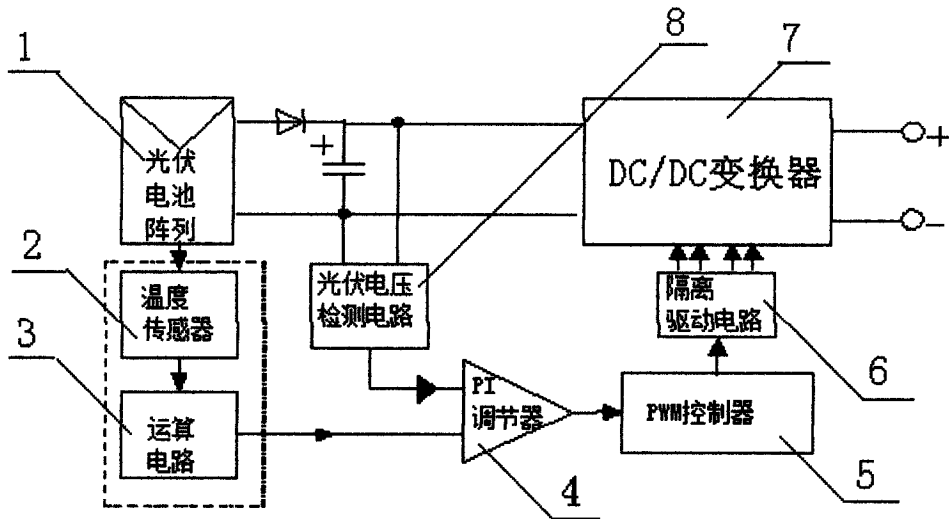 1
8
7
光伏
电池
阵列
+
DC/DC变换器
+
-
2
温度
传感器
光伏电压
检测电路
隔离
驱动电路
6
3
运算
电路
PI
调节器
4
PWM控制器
5